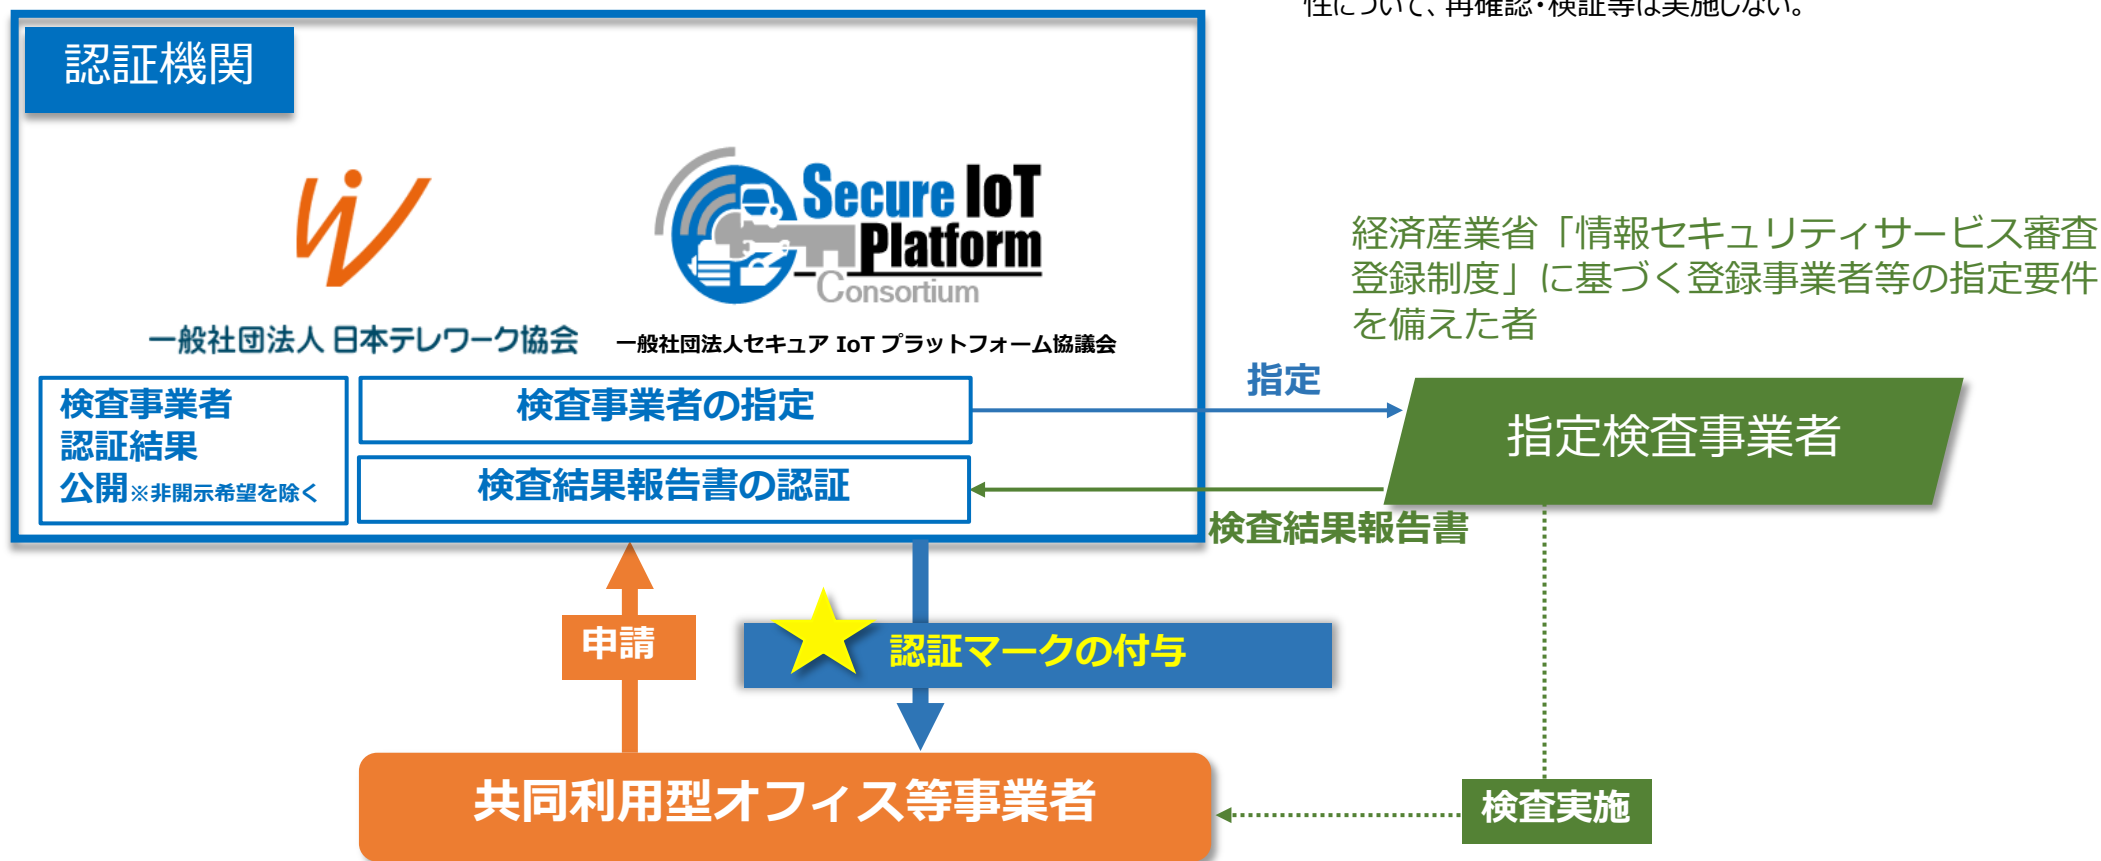 性について、再確認・検証等は実施しない。
認証機関
Secure IoT
Platform
Consortium
一般社団法人 日本テレワーク協会
一般社団法人セキュア IoT プラットフォーム協議会
経済産業省「情報セキュリティサービス審査
登録制度」に基づく登録事業者等の指定要件
を備えた者
検査事業者
認証結果
公開※非開示希望を除く
検査事業者の指定
検査結果報告書の認証
指定
指定検査事業者
検査結果報告書
申請
認証マークの付与
共同利用型オフィス等事業者
検査実施